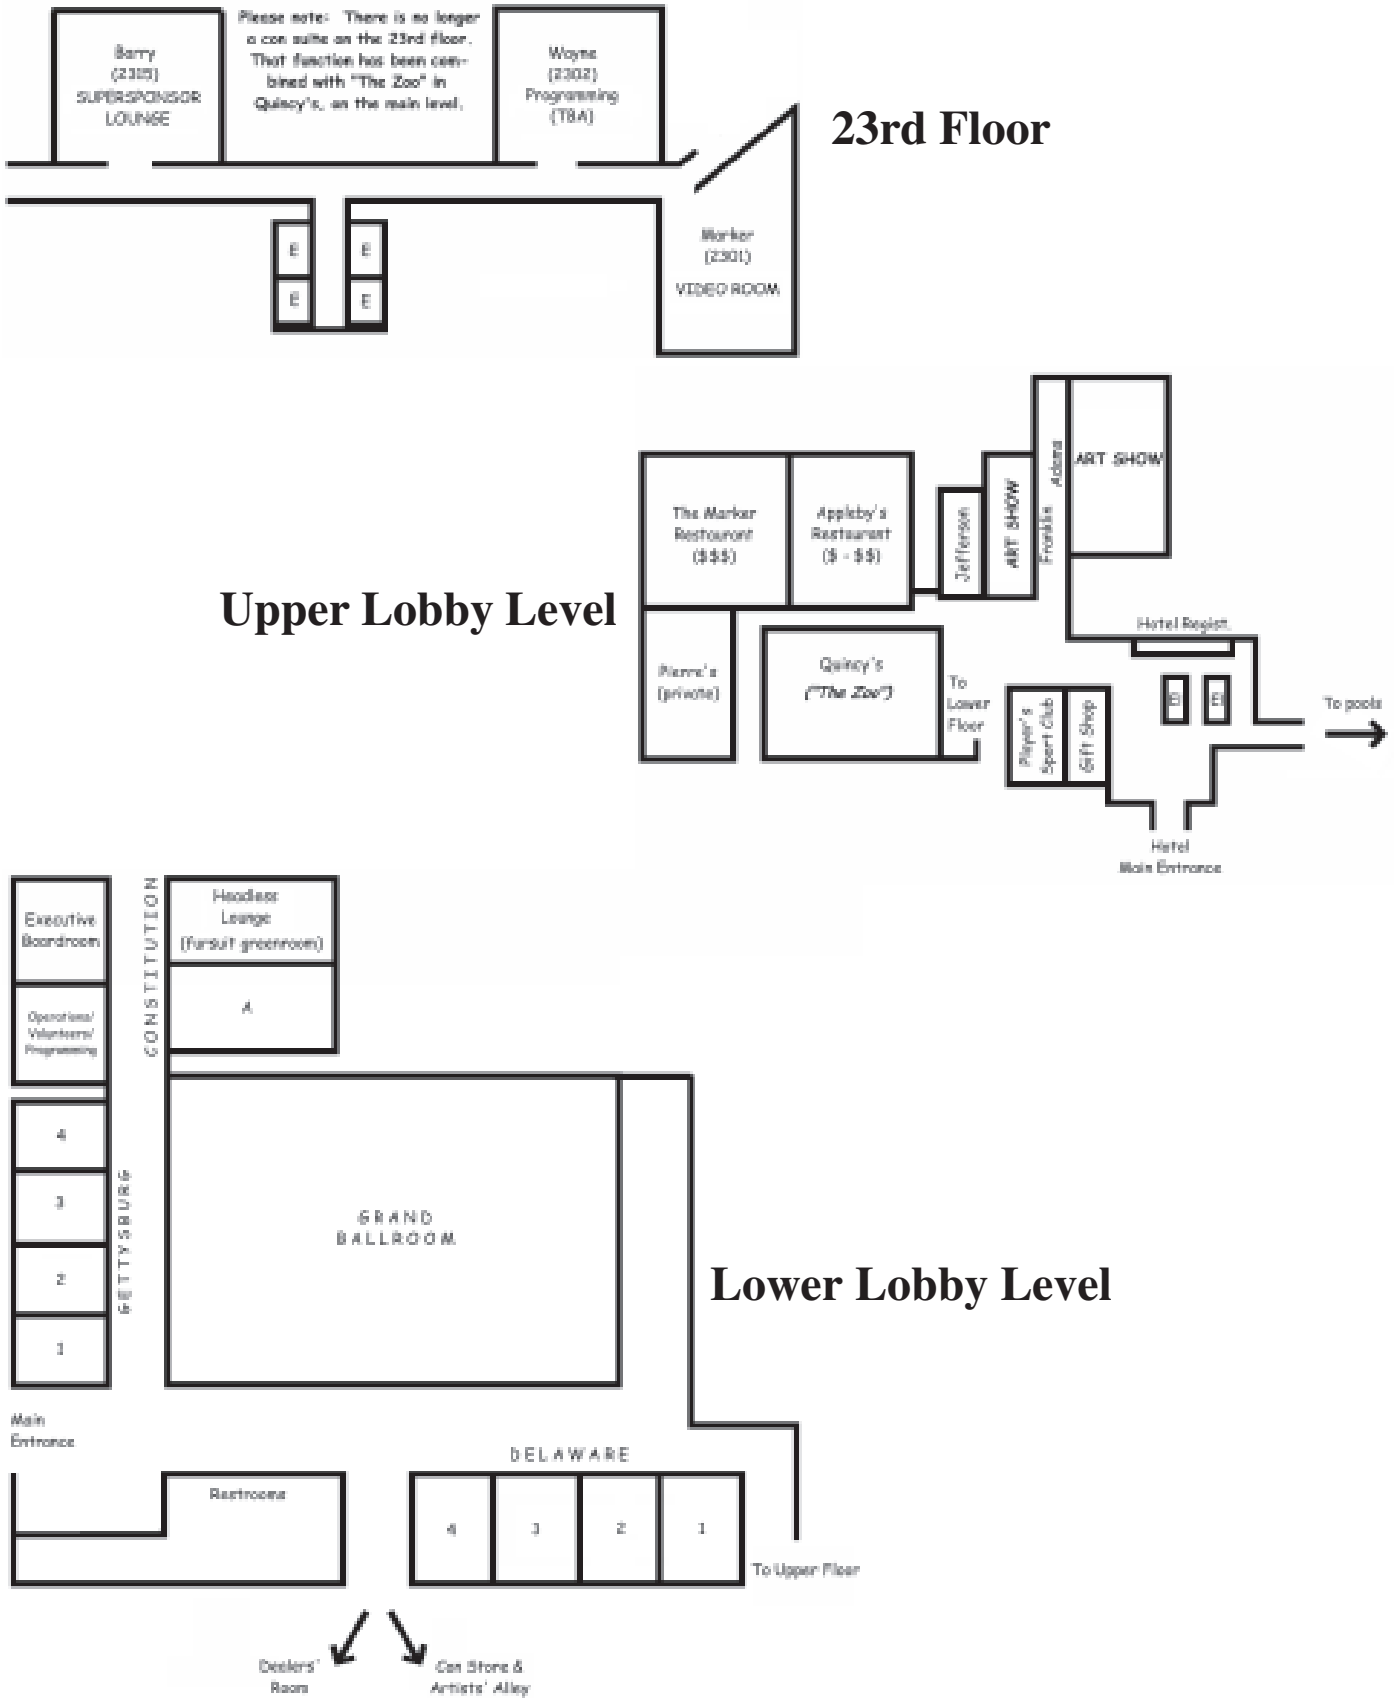 Please note: There is no longer
a con suite on the 23rd floor.
That function has been com-
bined with "The Zoo" in
Quincy's, on the main level.
Barry
(2315)
SUPERSPONSOR
LOUNGE
Wayne
(2302)
Programming
(TBA)
23rd Floor
E
E
E
E
Marker
(2301)
VIDEO ROOM
Upper Lobby Level
The Marker
Restaurant
($$$)
Appleby's
Restaurant
($ - $$)
Jefferson
ART SHOW
Franklin
Adams
ART SHOW
Hotel Regist.
Pierre's
(private)
Quincy's
("The Zoo")
To
Lower
Floor
Player's
Sport Club
Gift Shop
E
E
To pools
Hotel
Main Entrance
Executive
Boardroom
CONSTITUTION
Headless
Lounge
(fursuit greenroom)
A
Operations/
Volunteers/
Programming
4
3
2
1
GETTYSBURG
GRAND
BALLROOM
Lower Lobby Level
Main
Entrance
DELAWARE
Restrooms
4
3
2
1
To Upper Floor
Dealers'
Room
Con Store &
Artists' Alley